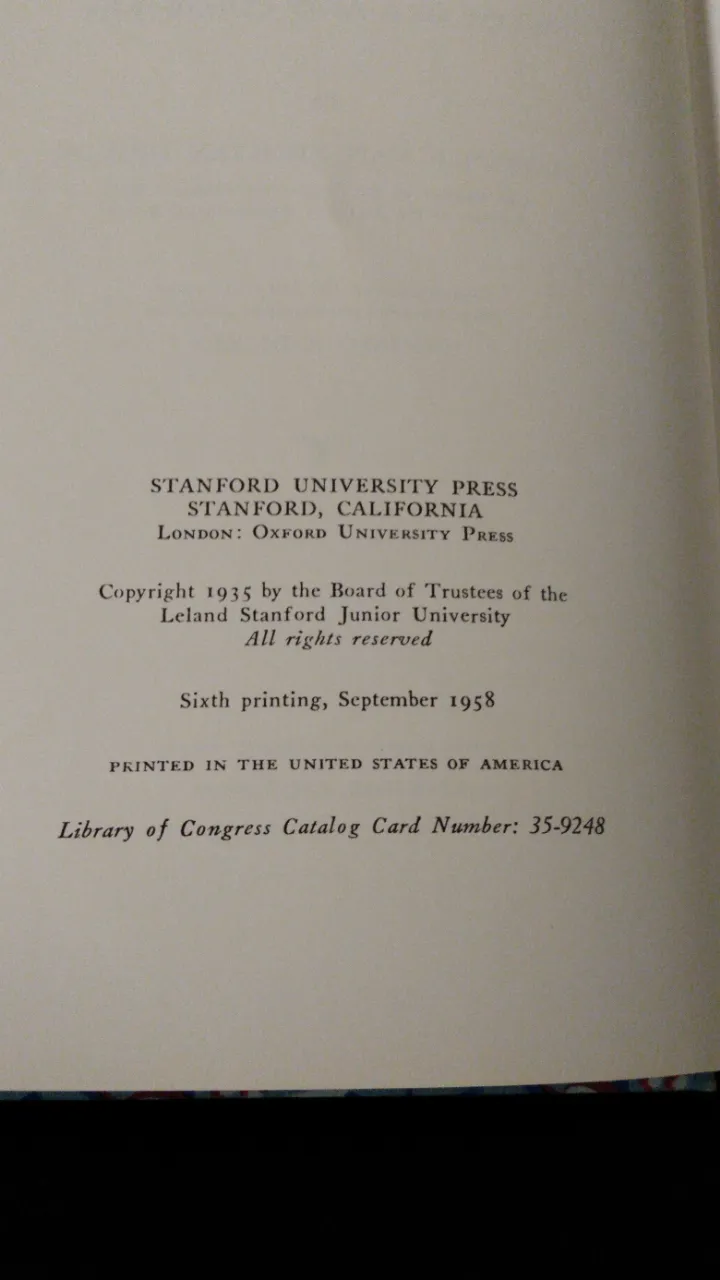 STANFORD UNIVERSITY PRESS
STANFORD, CALIFORNIA
LONDON: OXFORD UNIVERSITY PRESS
Copyright 1935 by the Board of Trustees of the
Leland Stanford Junior University
All rights reserved
Sixth printing, September 1958
PRINTED IN THE UNITED STATES OF AMERICA
Library of Congress Catalog Card Number: 35-9248